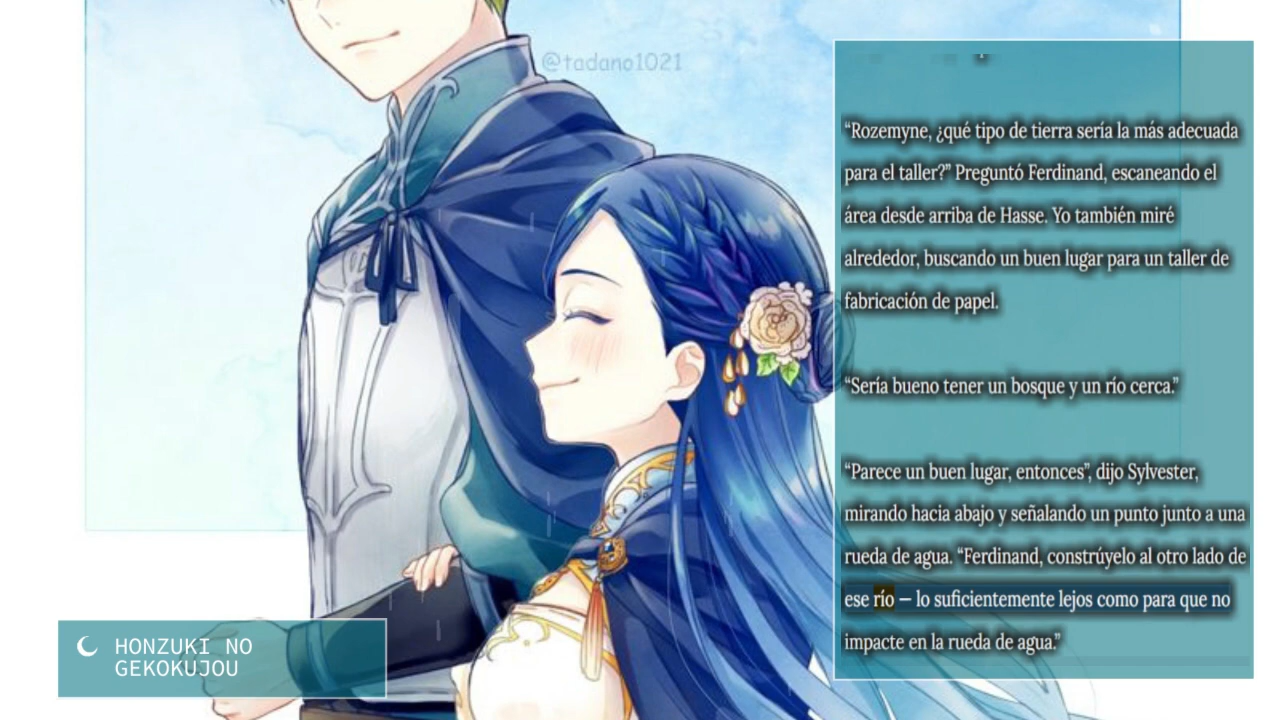 @tadano1021
“Rozemyne, ¿qué tipo de tierra sería la más adecuada
para el taller?” Preguntó Ferdinand, escaneando el
área desde arriba de Hasse. Yo también miré
alrededor, buscando un buen lugar para un taller de
fabricación de papel.
“Sería bueno tener un bosque y un río cerca.”
“Parece un buen lugar, entonces”, dijo Sylvester,
mirando hacia abajo y señalando un punto junto a una
rueda de agua. “Ferdinand, constrúyelo al otro lado de
ese río — lo suficientemente lejos como para que no
impacte en la rueda de agua.”
HONZUKI NO
GEKOKUJOU